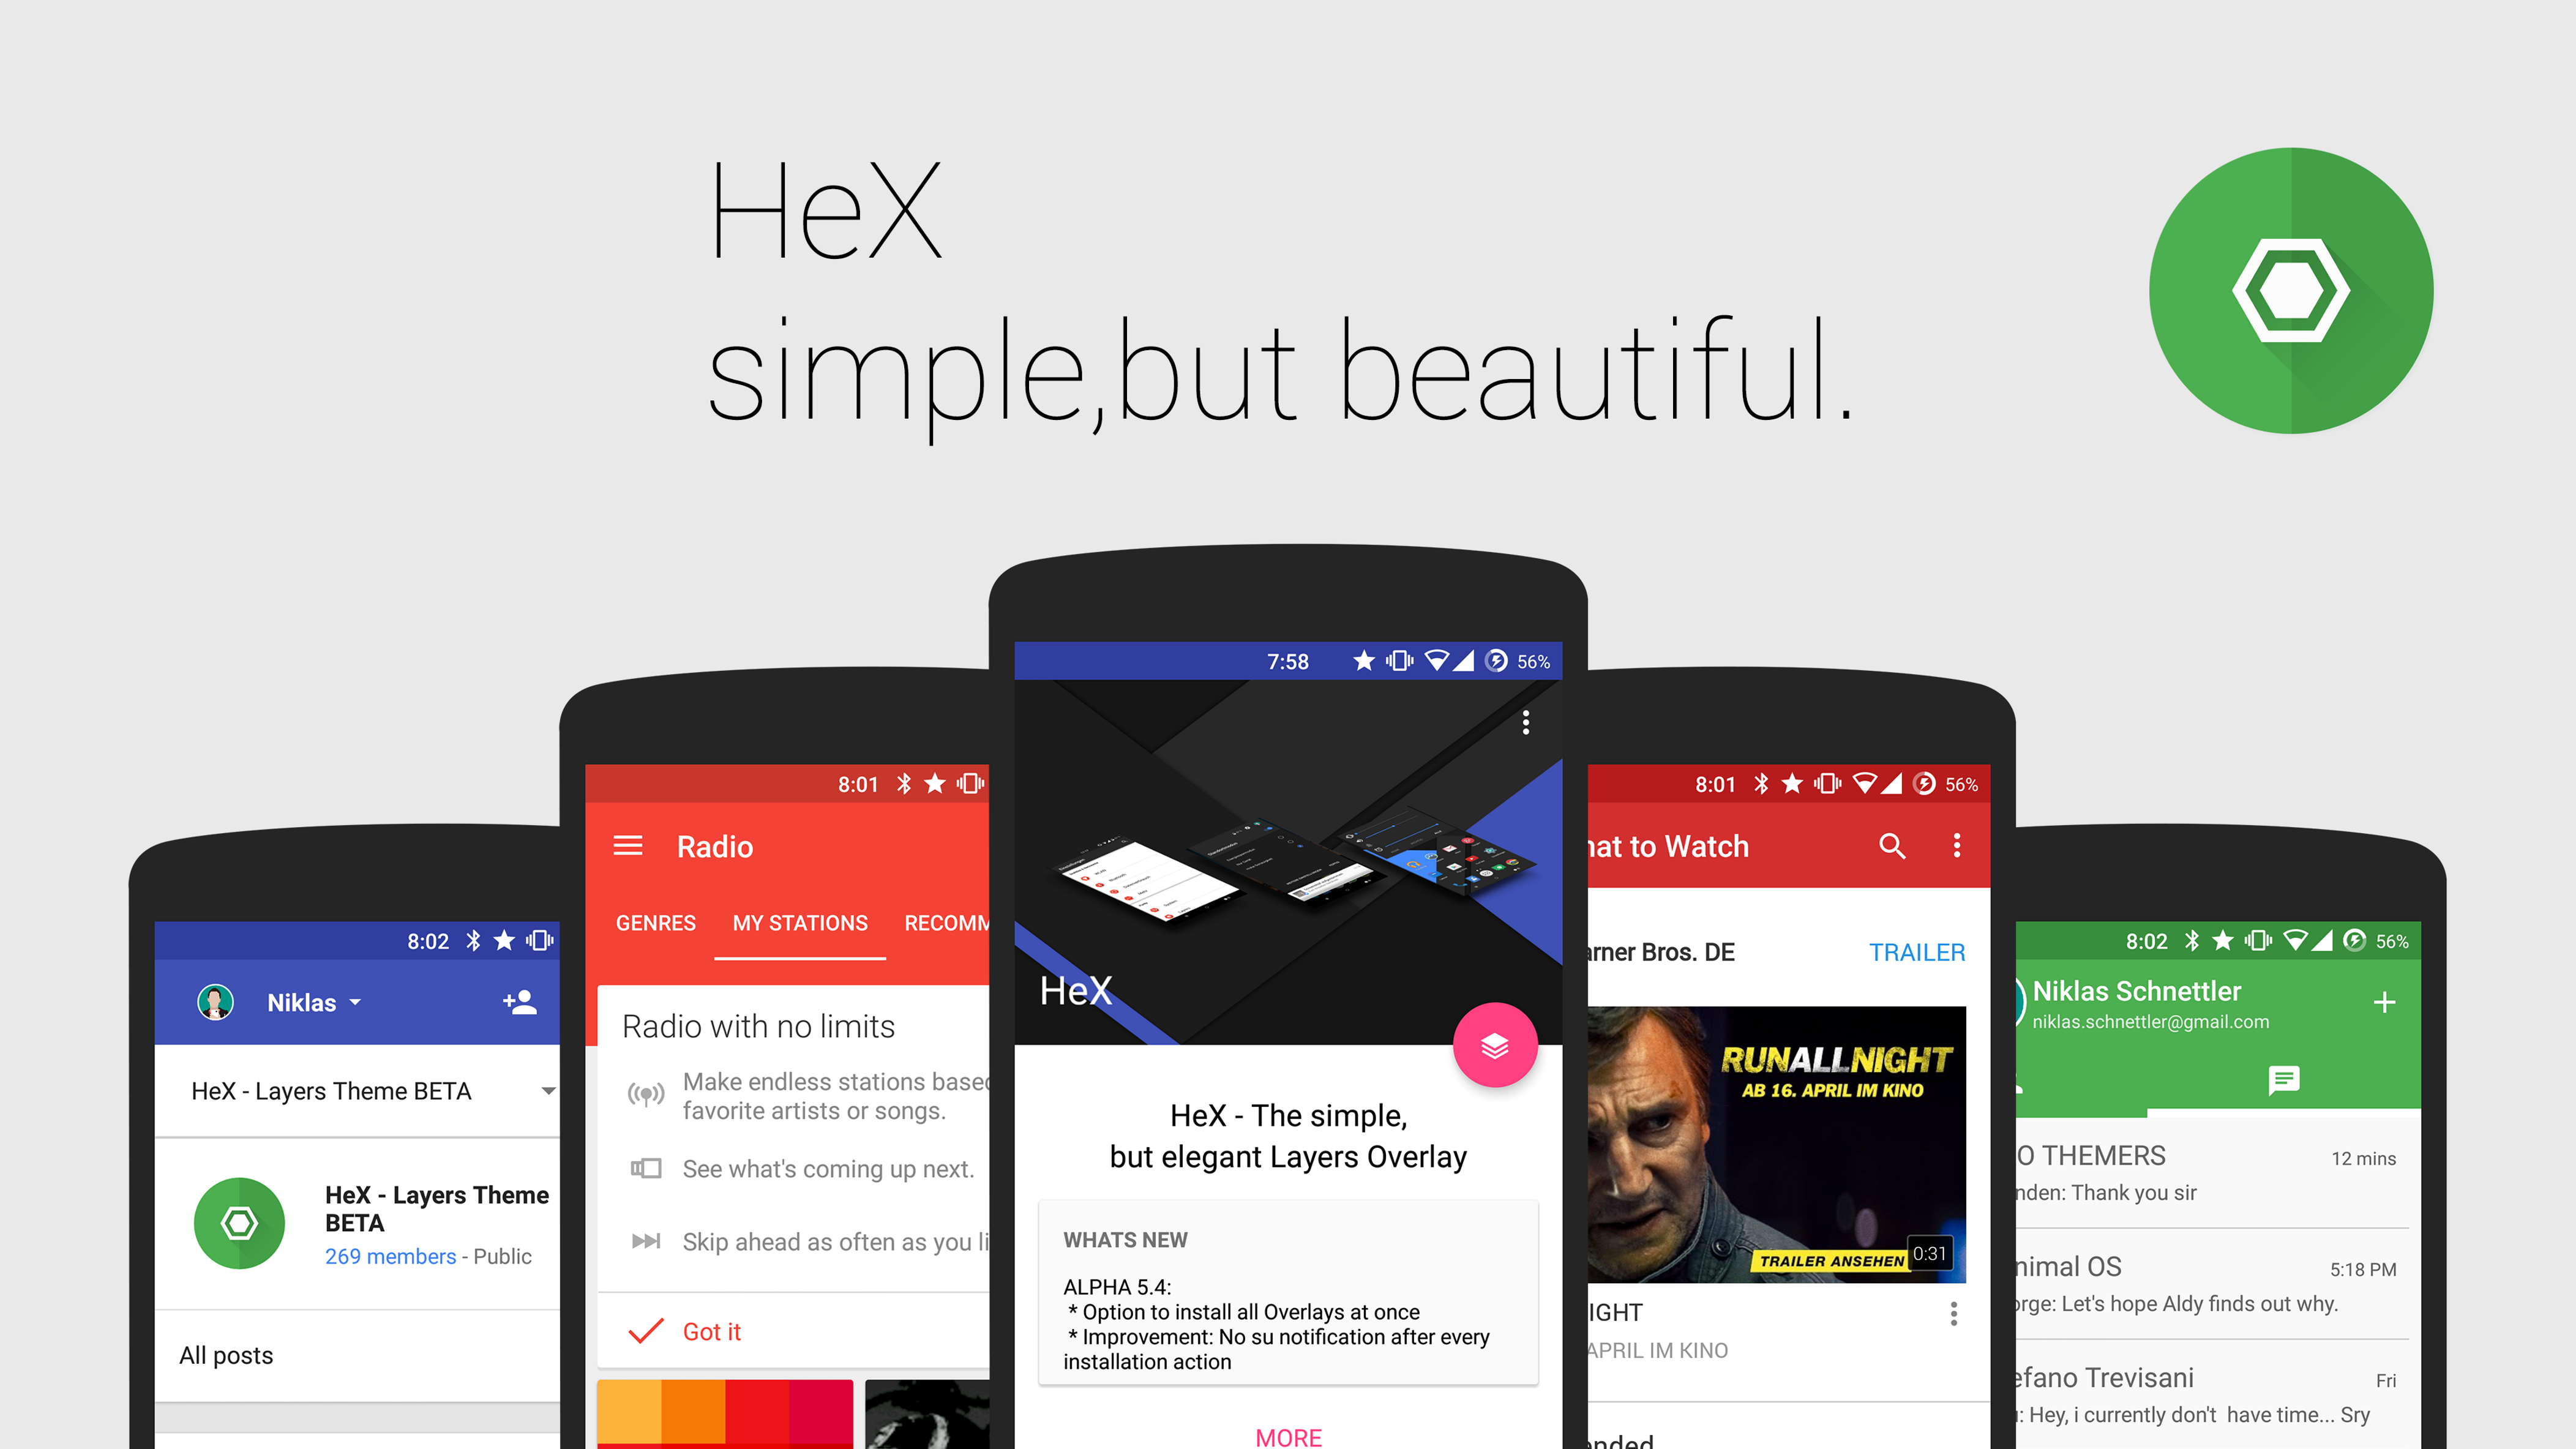 HeX
simple,but beautiful.
8:02
Niklas
HeX - Layers Theme BETA
HeX - Layers Theme
BETA
269 members - Public
All posts
8:01
Radio
GENRES MY STATIONS RECOMM
Radio with no limits
Make endless stations based
favorite artists or songs.
See what's coming up next.
Skip ahead as often as you li
Got it
7:58 56%
HeX
HeX - The simple,
but elegant Layers Overlay
WHATS NEW
ALPHA 5.4:
* Option to install all Overlays at once
* Improvement: No su notification after every
installation action
MORE
8:01 56%
hat to Watch
arner Bros. DE TRAILER
RUN ALL NIGHT
AB 16. APRIL IM KINO
TRAILER ANSEHEN 0:31
IGHT
APRIL IM KINO
nded
8:02 56%
Niklas Schnettler
niklas.schnettler@gmail.com
O THEMERS 12 mins
nden: Thank you sir
nimal OS 5:18 PM
orge: Let's hope Aldy finds out why.
efano Trevisani Fri
: Hey, i currently don't have time... Sry